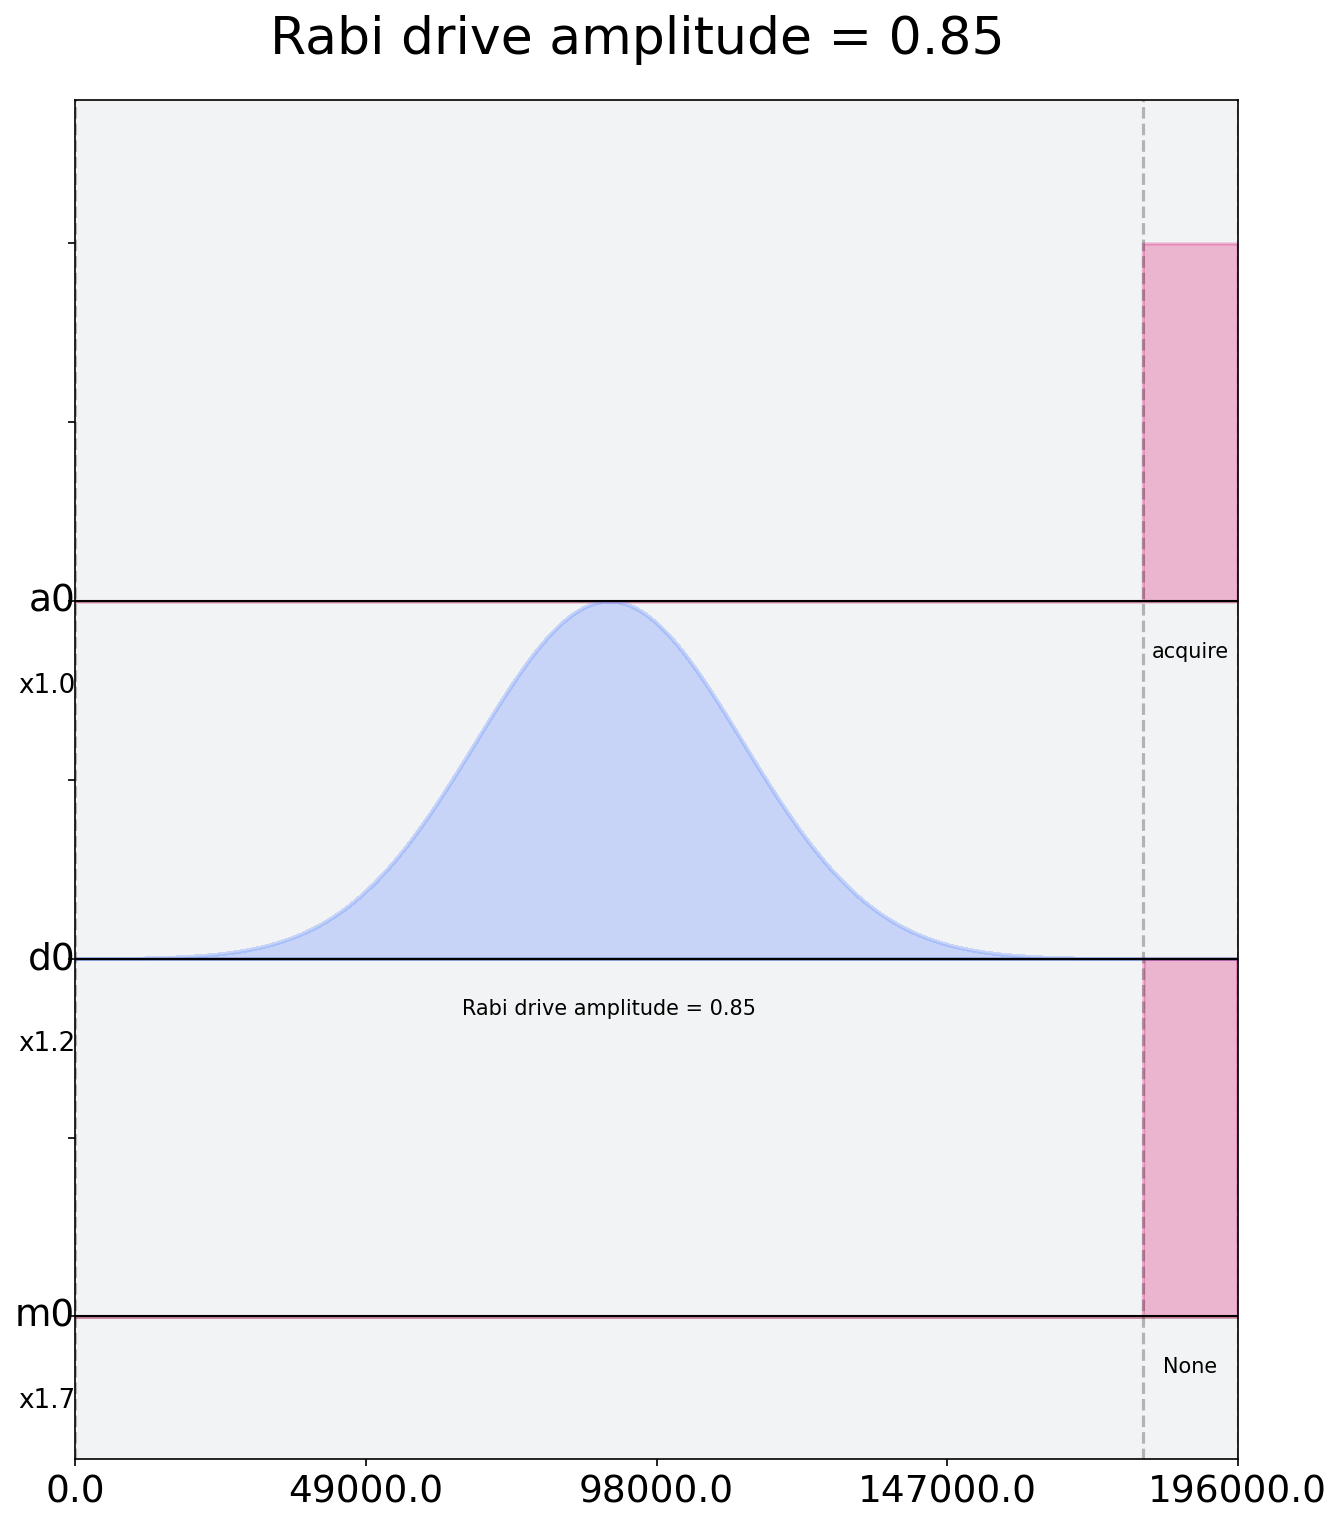 Rabi drive amplitude = 0.85
a0
acquire
x1.0
d0
Rabi drive amplitude = 0.85
x1.2
m0
None
x1.7
0.0 49000.0 98000.0 147000.0 196000.0